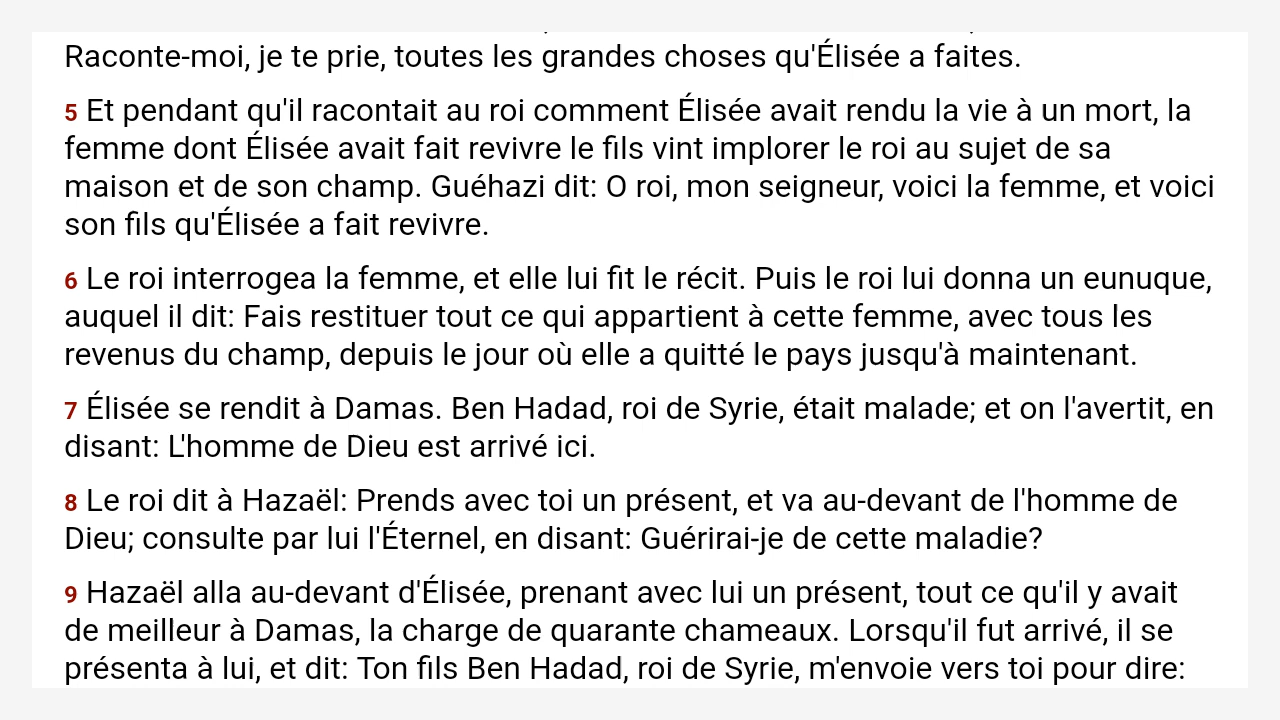 Raconte-moi, je te prie, toutes les grandes choses qu'Élisée a faites.
5 Et pendant qu'il racontait au roi comment Élisée avait rendu la vie à un mort, la
femme dont Élisée avait fait revivre le fils vint implorer le roi au sujet de sa
maison et de son champ. Guéhazi dit: O roi, mon seigneur, voici la femme, et voici
son fils qu'Élisée a fait revivre.
6 Le roi interrogea la femme, et elle lui fit le récit. Puis le roi lui donna un eunuque,
auquel il dit: Fais restituer tout ce qui appartient à cette femme, avec tous les
revenus du champ, depuis le jour où elle a quitté le pays jusqu'à maintenant.
7 Élisée se rendit à Damas. Ben Hadad, roi de Syrie, était malade; et on l'avertit, en
disant: L'homme de Dieu est arrivé ici.
8 Le roi dit à Hazaël: Prends avec toi un présent, et va au-devant de l'homme de
Dieu; consulte par lui l'Éternel, en disant: Guérirai-je de cette maladie?
9 Hazaël alla au-devant d'Élisée, prenant avec lui un présent, tout ce qu'il y avait
de meilleur à Damas, la charge de quarante chameaux. Lorsqu'il fut arrivé, il se
présenta à lui, et dit: Ton fils Ben Hadad, roi de Syrie, m'envoie vers toi pour dire: